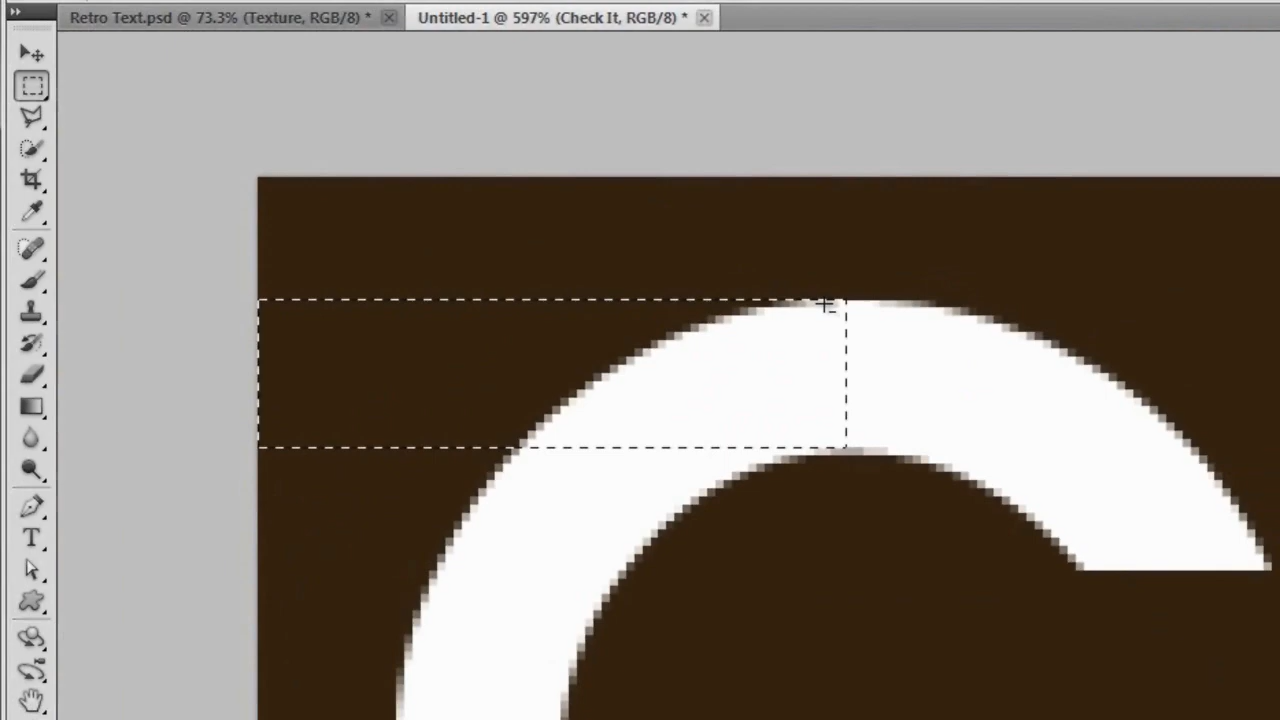 Retro Text.psd @ 73.3% (Texture, RGB/8) * Untitled-1 @ 597% (Check It, RGB/8) *